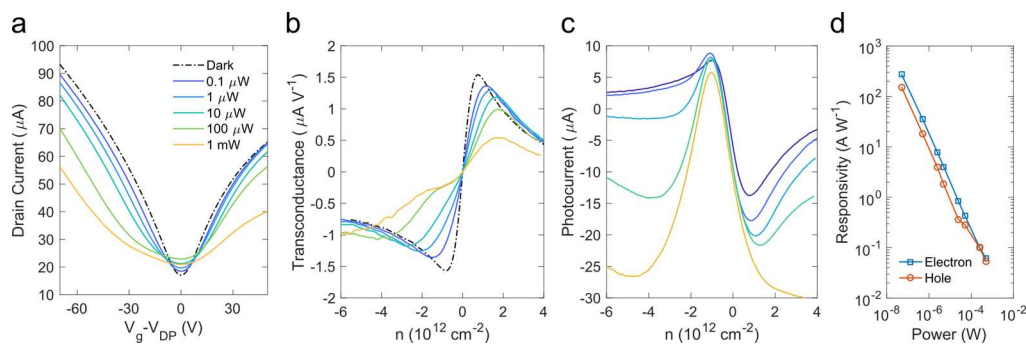 a
100
90
80
70
60
50
40
30
20
10
-60
-30
0
30
V_g-V_DP (V)
Drain Current (μA)
Dark
0.1 μW
1 μW
10 μW
100 μW
1 mW
b
2
1.5
1
0.5
0
-0.5
-1
-1.5
-2
-6
-4
-2
0
2
4
n (10^12 cm^-2)
Transconductance (μA V^-1)
c
10
5
0
-5
-10
-15
-20
-25
-30
-6
-4
-2
0
2
4
n (10^12 cm^-2)
Photocurrent (μA)
d
10^3
10^2
10^1
10^0
10^-1
10^-2
10^-8
10^-6
10^-4
10^-2
Power (W)
Responsivity (A W^-1)
Electron
Hole